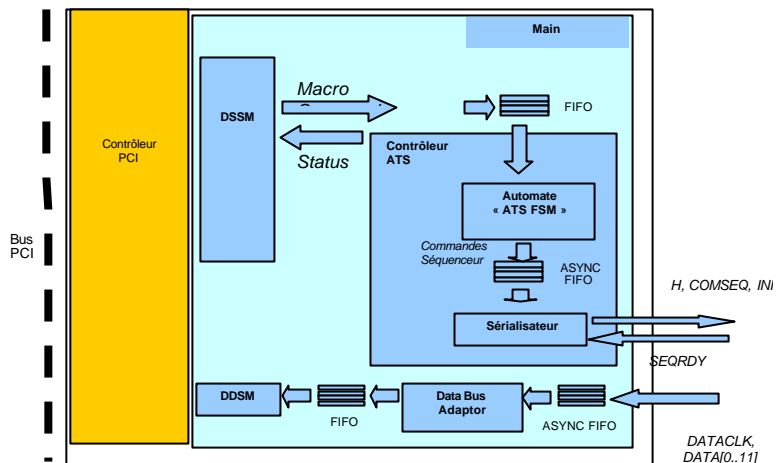 Main
Macro
DSSM
FIFO
Contrôleur
PCI
Contrôleur
ATS
Status
Automate
« ATS FSM »
Bus
PCI
Commandes
Séquenceur
ASYNC
FIFO
H, COMSEQ, INI
Sérialisateur
SEQRDY
DDSM
Data Bus
Adaptor
FIFO
ASYNC FIFO
DATACLK,
DATA[0..11]